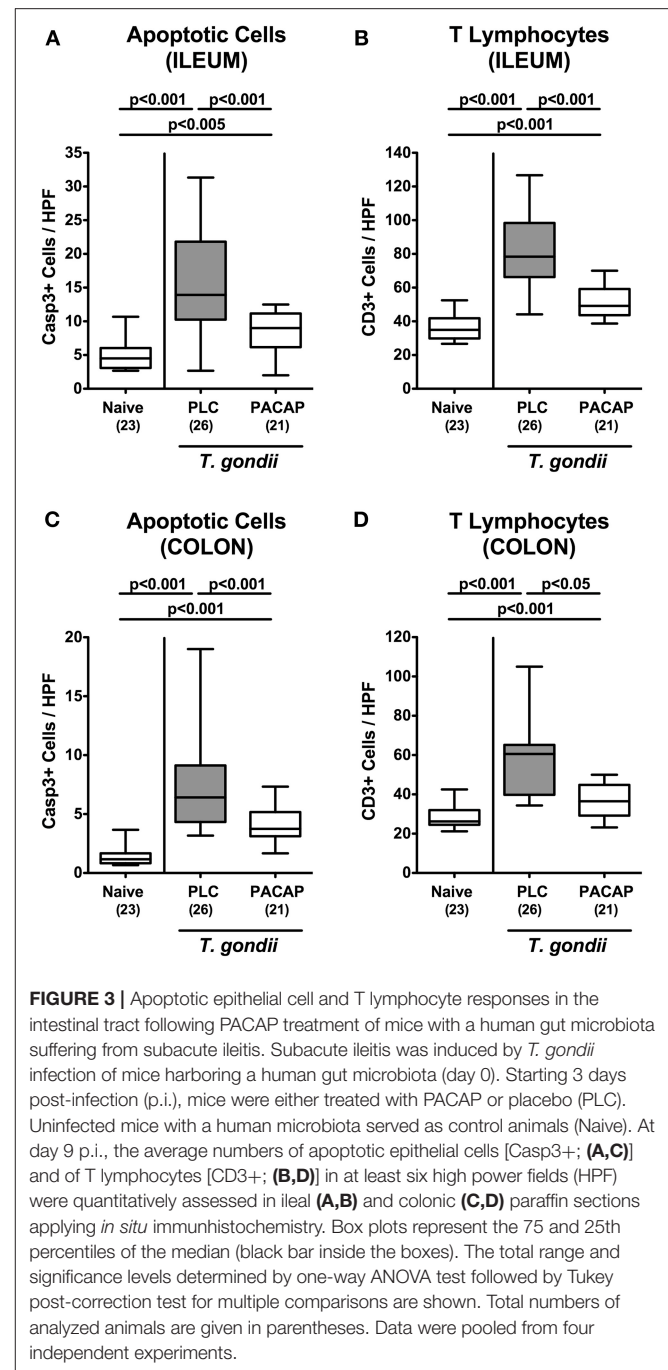 A Apoptotic Cells
(ILEUM)
p<0.001 p<0.001
p<0.005
Casp3+ Cells / HPF
35
30
25
20
15
10
5
0
Naive PLC PACAP
(23) (26) (21)
T. gondii
B T Lymphocytes
(ILEUM)
p<0.001 p<0.001
p<0.001
CD3+ Cells / HPF
140
120
100
80
60
40
20
0
Naive PLC PACAP
(23) (26) (21)
T. gondii
C Apoptotic Cells
(COLON)
p<0.001 p<0.001
p<0.001
Casp3+ Cells / HPF
20
15
10
5
0
Naive PLC PACAP
(23) (26) (21)
T. gondii
D T Lymphocytes
(COLON)
p<0.001 p<0.05
p<0.001
CD3+ Cells / HPF
120
100
80
60
40
20
0
Naive PLC PACAP
(23) (26) (21)
T. gondii
FIGURE 3 | Apoptotic epithelial cell and T lymphocyte responses in the
intestinal tract following PACAP treatment of mice with a human gut microbiota
suffering from subacute ileitis. Subacute ileitis was induced by T. gondii
infection of mice harboring a human gut microbiota (day 0). Starting 3 days
post-infection (p.i.), mice were either treated with PACAP or placebo (PLC).
Uninfected mice with a human microbiota served as control animals (Naive). At
day 9 p.i., the average numbers of apoptotic epithelial cells [Casp3+; (A,C)]
and of T lymphocytes [CD3+; (B,D)] in at least six high power fields (HPF)
were quantitatively assessed in ileal (A,B) and colonic (C,D) paraffin sections
applying in situ immunhistochemistry. Box plots represent the 75 and 25th
percentiles of the median (black bar inside the boxes). The total range and
significance levels determined by one-way ANOVA test followed by Tukey
post-correction test for multiple comparisons are shown. Total numbers of
analyzed animals are given in parentheses. Data were pooled from four
independent experiments.